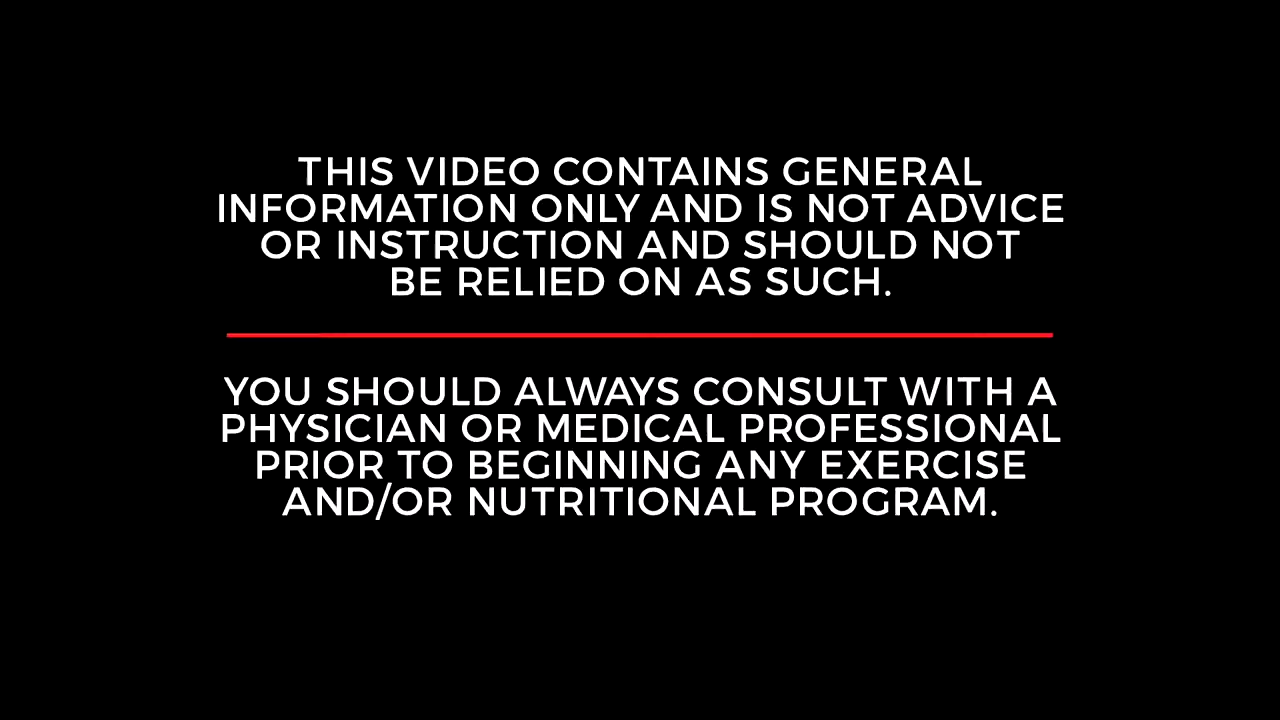 THIS VIDEO CONTAINS GENERAL
INFORMATION ONLY AND IS NOT ADVICE
OR INSTRUCTION AND SHOULD NOT
BE RELIED ON AS SUCH.
YOU SHOULD ALWAYS CONSULT WITH A
PHYSICIAN OR MEDICAL PROFESSIONAL
PRIOR TO BEGINNING ANY EXERCISE
AND/OR NUTRITIONAL PROGRAM.